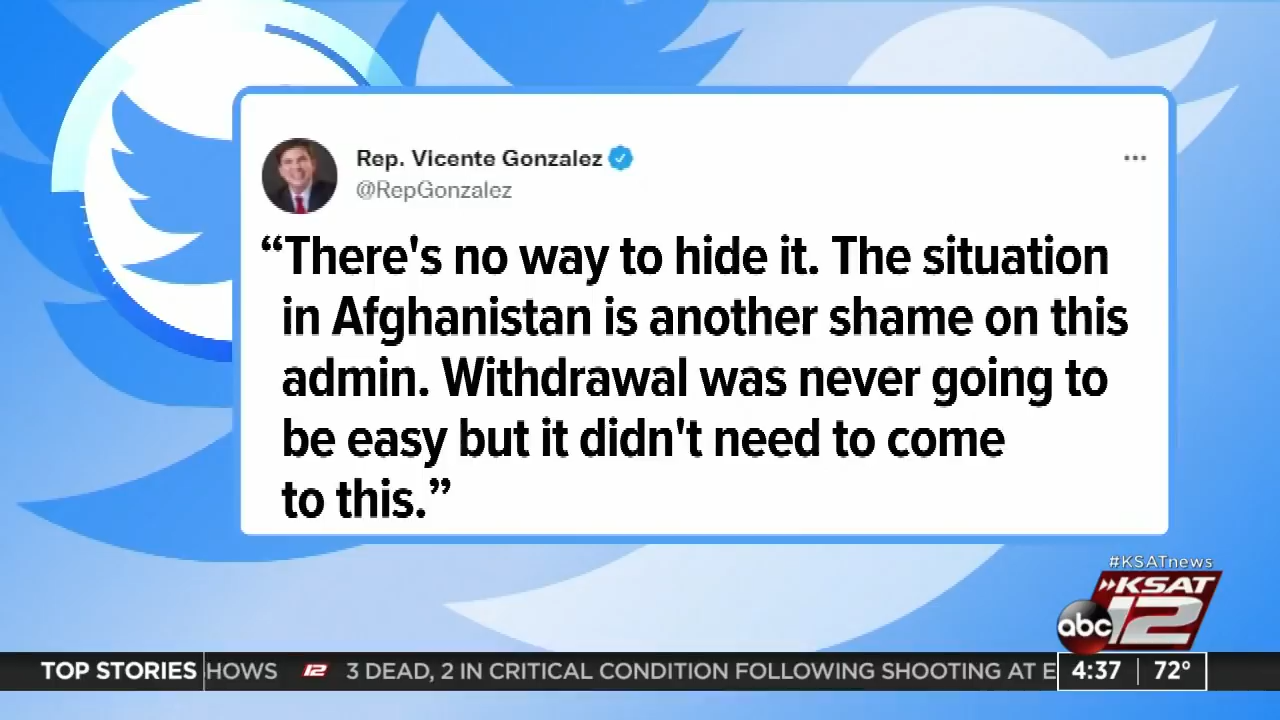 Rep. Vicente Gonzalez
@RepGonzalez
“There's no way to hide it. The situation
in Afghanistan is another shame on this
admin. Withdrawal was never going to
be easy but it didn't need to come
to this.”
#KSATnews
KSAT
abc 12
TOP STORIES HOWS 12 3 DEAD, 2 IN CRITICAL CONDITION FOLLOWING SHOOTING AT E 4:37 72°